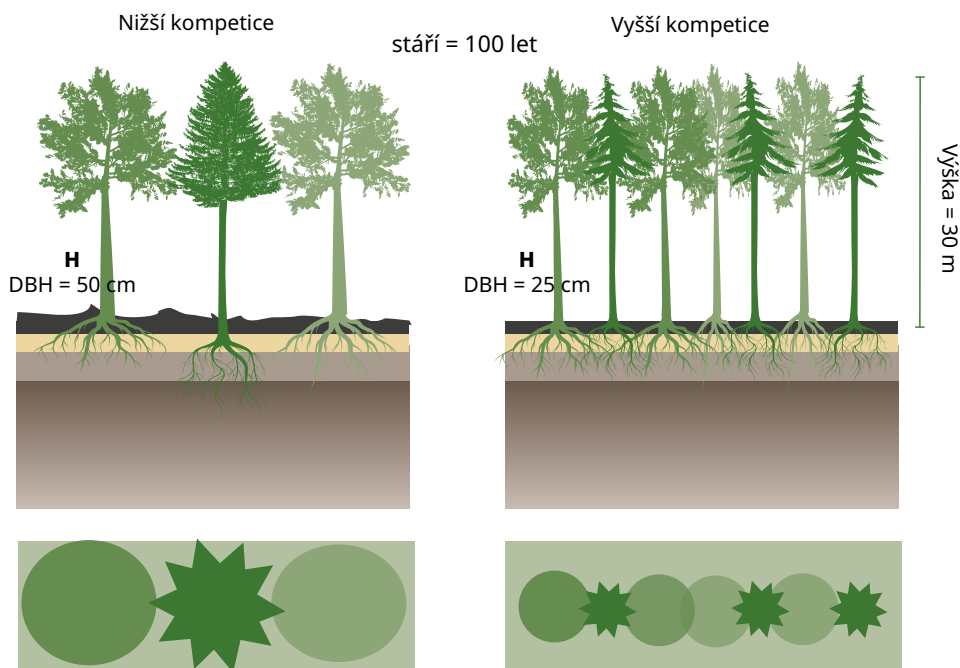 Nižší kompetice
stáří = 100 let
Vyšší kompetice
H
DBH = 50 cm
H
DBH = 25 cm
Výška = 30 m